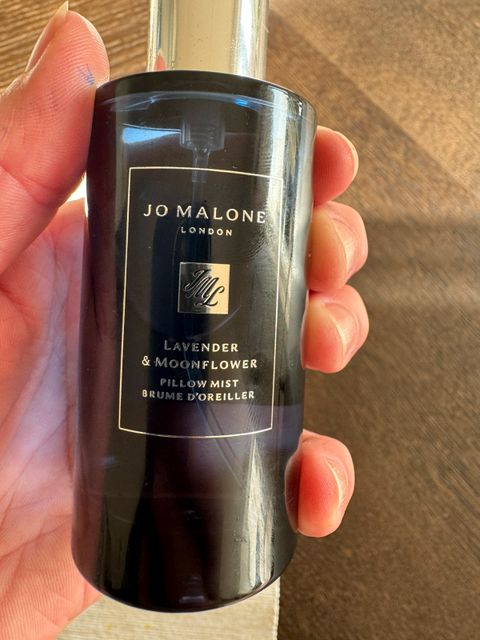 JO MALONE
LONDON
JML
LAVENDER
& MOONFLOWER
PILLOW MIST
BRUME D'OREILLER